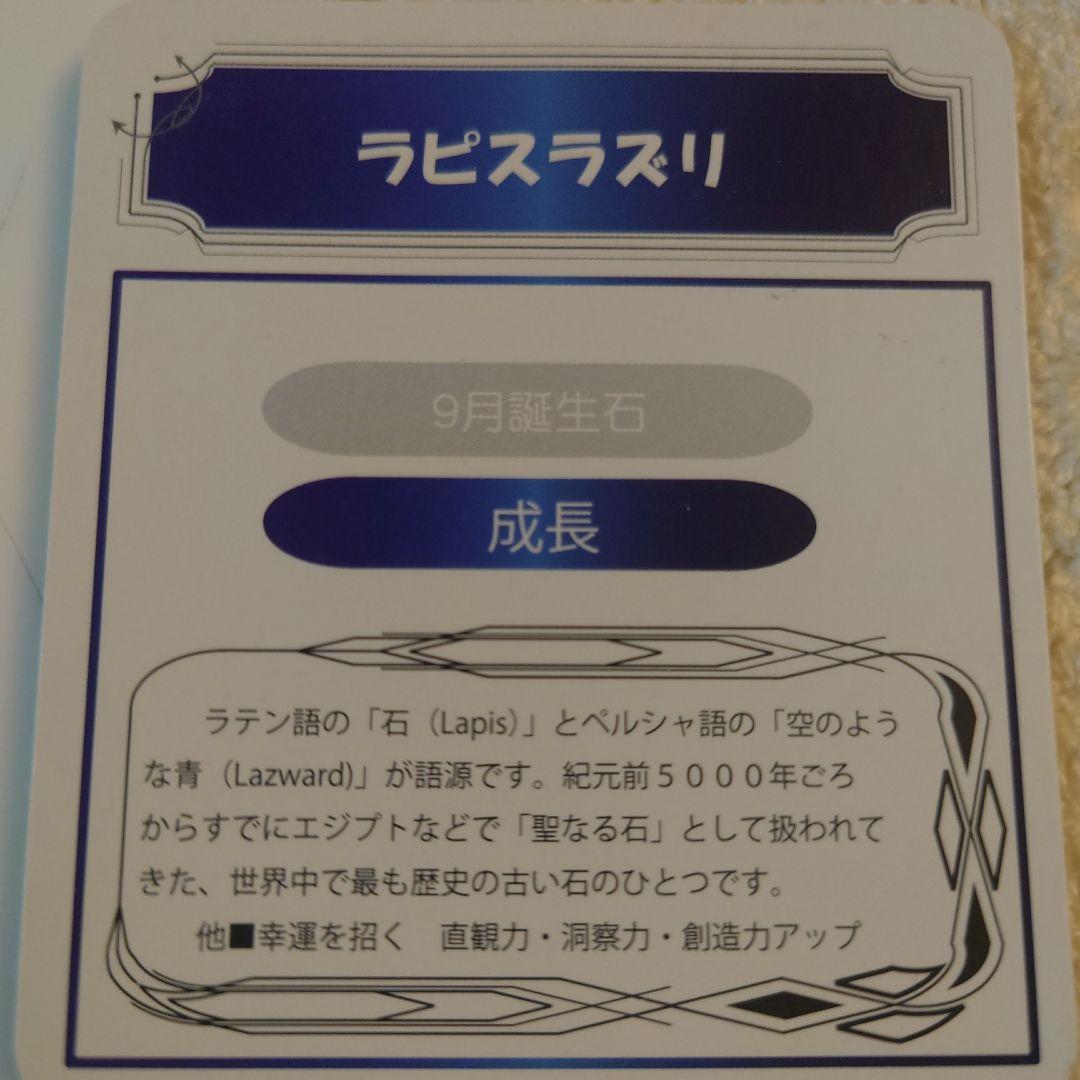 ラピスラズリ
9月誕生石
成長
ラテン語の「石（Lapis）」とペルシャ語の「空のよう
な青（Lazward)」が語源です。紀元前５０００年ごろ
からすでにエジプトなどで「聖なる石」として扱われて
きた、世界中で最も歴史の古い石のひとつです。
他■幸運を招く　直観力・洞察力・創造力アップ